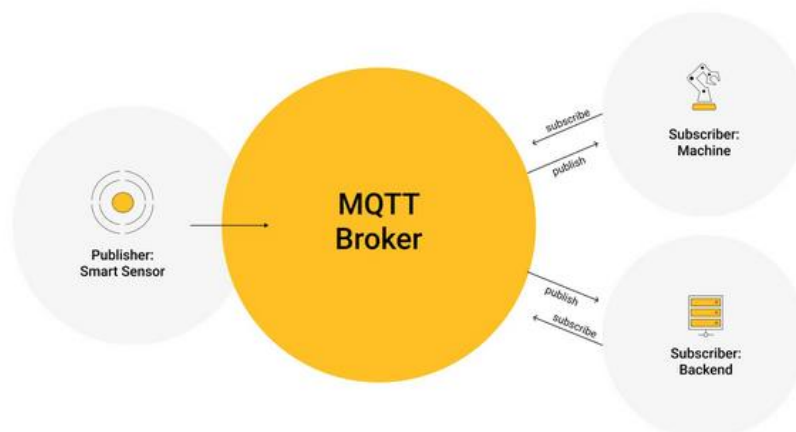 Publisher:
Smart Sensor
MQTT
Broker
subscribe
publish
Subscriber:
Machine
publish
subscribe
Subscriber:
Backend